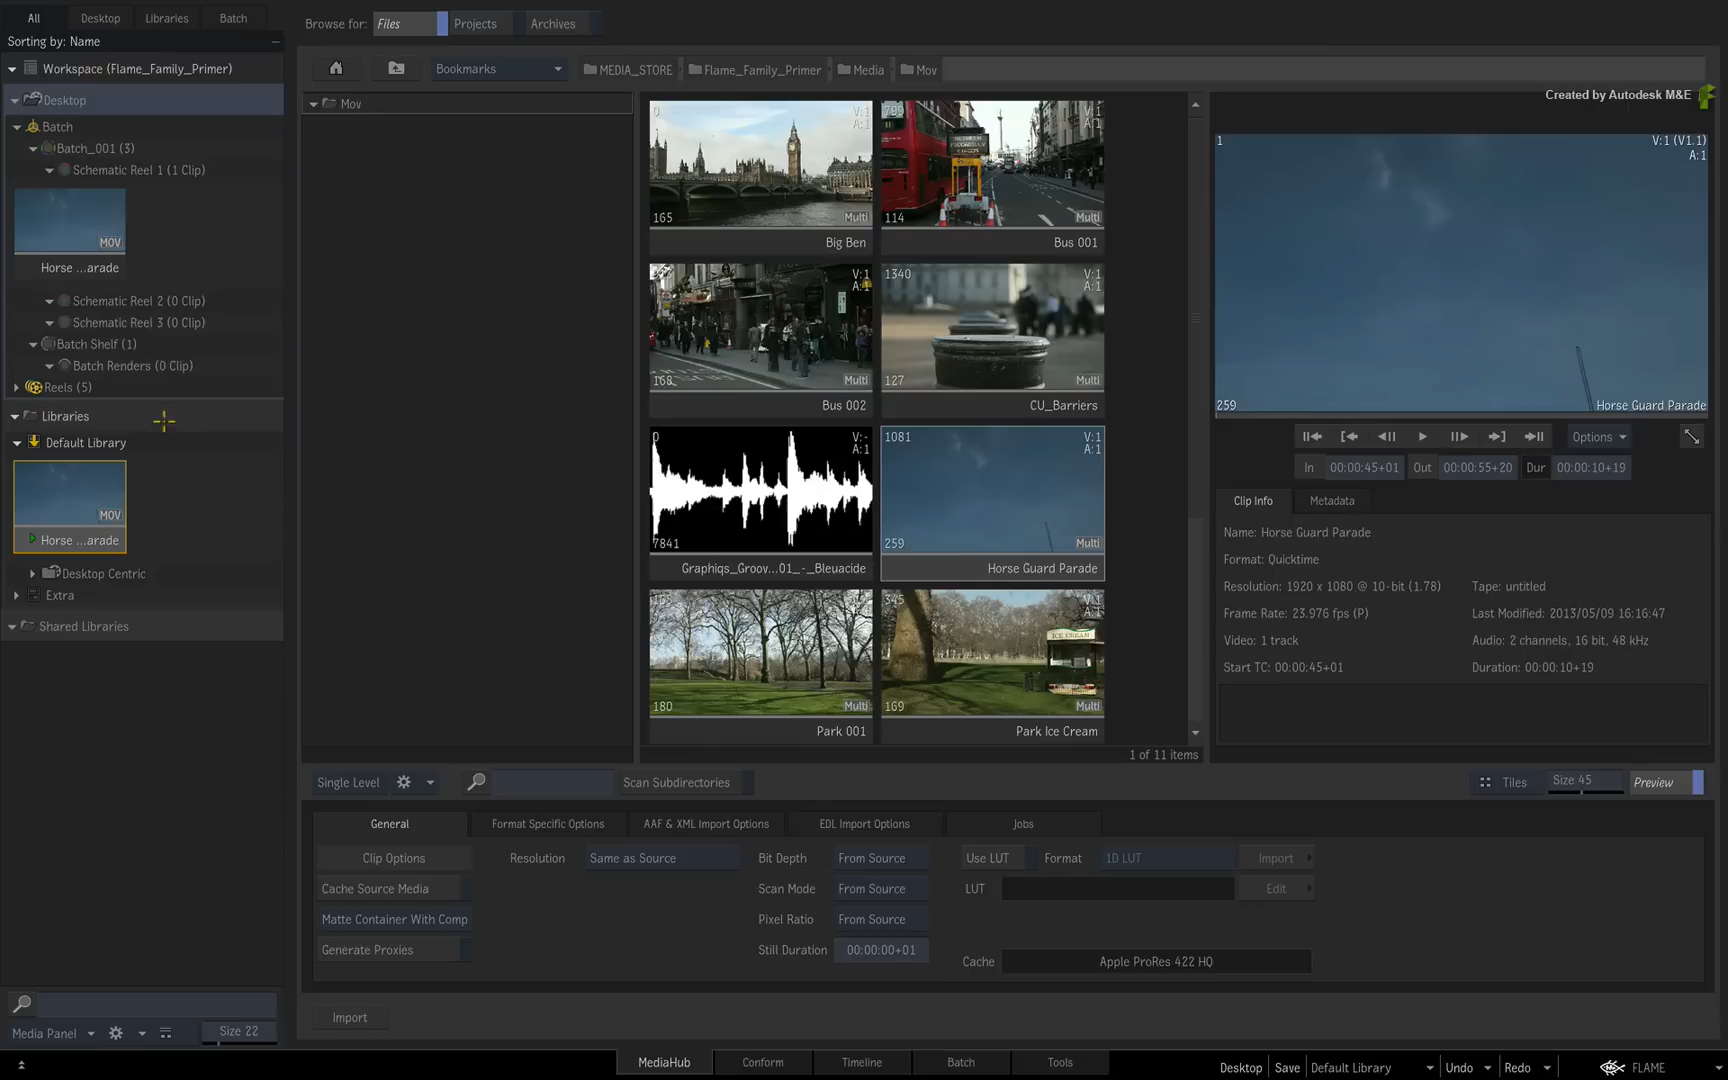 All Desktop Libraries Batch
Sorting by: Name
Workspace (Flame_Family_Primer)
Desktop
Batch
Batch_001 (3)
Schematic Reel 1 (1 Clip)
MOV
Horse ...arade
Schematic Reel 2 (0 Clip)
Schematic Reel 3 (0 Clip)
Batch Shelf (1)
Batch Renders (0 Clip)
Reels (5)
Libraries
Default Library
MOV
Horse ...arade
Desktop Centric
Extra
Shared Libraries
Media Panel Size 22
Browse for: Files Projects Archives
Bookmarks MEDIA_STORE Flame_Family_Primer Media Mov
Mov
0 V:1
A:1
165 Multi
Big Ben
799 V:1
A:1
114 Multi
Bus 001
V:1
A:1
168 Multi
Bus 002
1340 V:1
A:1
127 Multi
CU_Barriers
0 V:-
A:1
7841
Graphiqs_Groov...01_-_Bleuacide
1081 V:1
A:1
259 Multi
Horse Guard Parade
V:1
A:1
180 Multi
Park 001
345 V:1
A:1
ICE CREAM
169 Multi
Park Ice Cream
1 of 11 items
Created by Autodesk M&E
1 V:1 (V1.1)
A:1
259 Horse Guard Parade
Options
In 00:00:45+01 Out 00:00:55+20 Dur 00:00:10+19
Clip Info Metadata
Name: Horse Guard Parade
Format: Quicktime
Resolution: 1920 x 1080 @ 10-bit (1.78) Tape: untitled
Frame Rate: 23.976 fps (P) Last Modified: 2013/05/09 16:16:47
Video: 1 track Audio: 2 channels, 16 bit, 48 kHz
Start TC: 00:00:45+01 Duration: 00:00:10+19
Single Level Scan Subdirectories Tiles Size 45 Preview
General Format Specific Options AAF & XML Import Options EDL Import Options Jobs
Clip Options Resolution Same as Source Bit Depth From Source Use LUT Format 1D LUT Import
Cache Source Media Scan Mode From Source LUT Edit
Matte Container With Comp Pixel Ratio From Source
Generate Proxies Still Duration 00:00:00+01
Cache Apple ProRes 422 HQ
Import
MediaHub Conform Timeline Batch Tools
Desktop Save Default Library Undo Redo FLAME